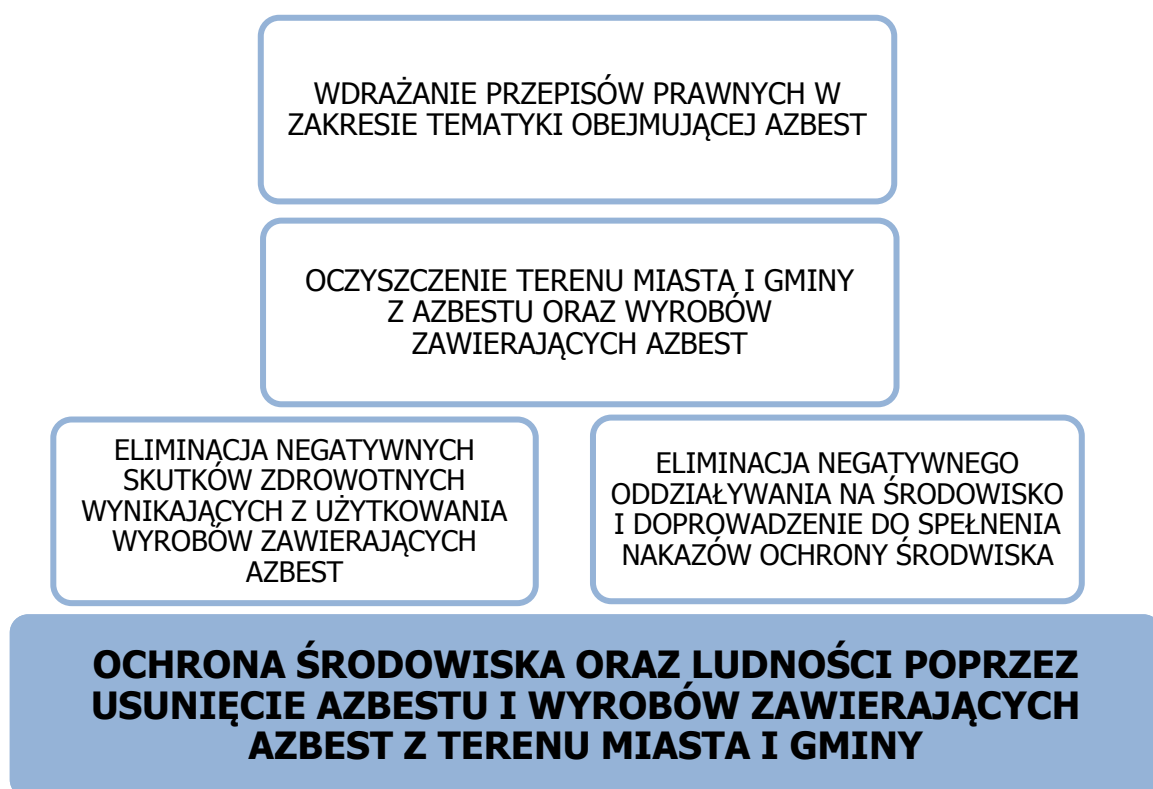 WDRAŻANIE PRZEPISÓW PRAWNYCH W
ZAKRESIE TEMATYKI OBEJMUJĄCEJ AZBEST
OCZYSZCZENIE TERENU MIASTA I GMINY
Z AZBESTU ORAZ WYROBÓW
ZAWIERAJĄCYCH AZBEST
ELIMINACJA NEGATYWNYCH
SKUTKÓW ZDROWOTNYCH
WYNIKAJĄCYCH Z UŻYTKOWANIA
WYROBÓW ZAWIERAJĄCYCH
AZBEST
ELIMINACJA NEGATYWNEGO
ODDZIAŁYWANIA NA ŚRODOWISKO
I DOPROWADZENIE DO SPEŁNENIA
NAKAZÓW OCHRONY ŚRODWISKA
OCHRONA ŚRODOWISKA ORAZ LUDNOŚCI POPRZEZ
USUNIĘCIE AZBESTU I WYROBÓW ZAWIERAJĄCYCH
AZBEST Z TERENU MIASTA I GMINY